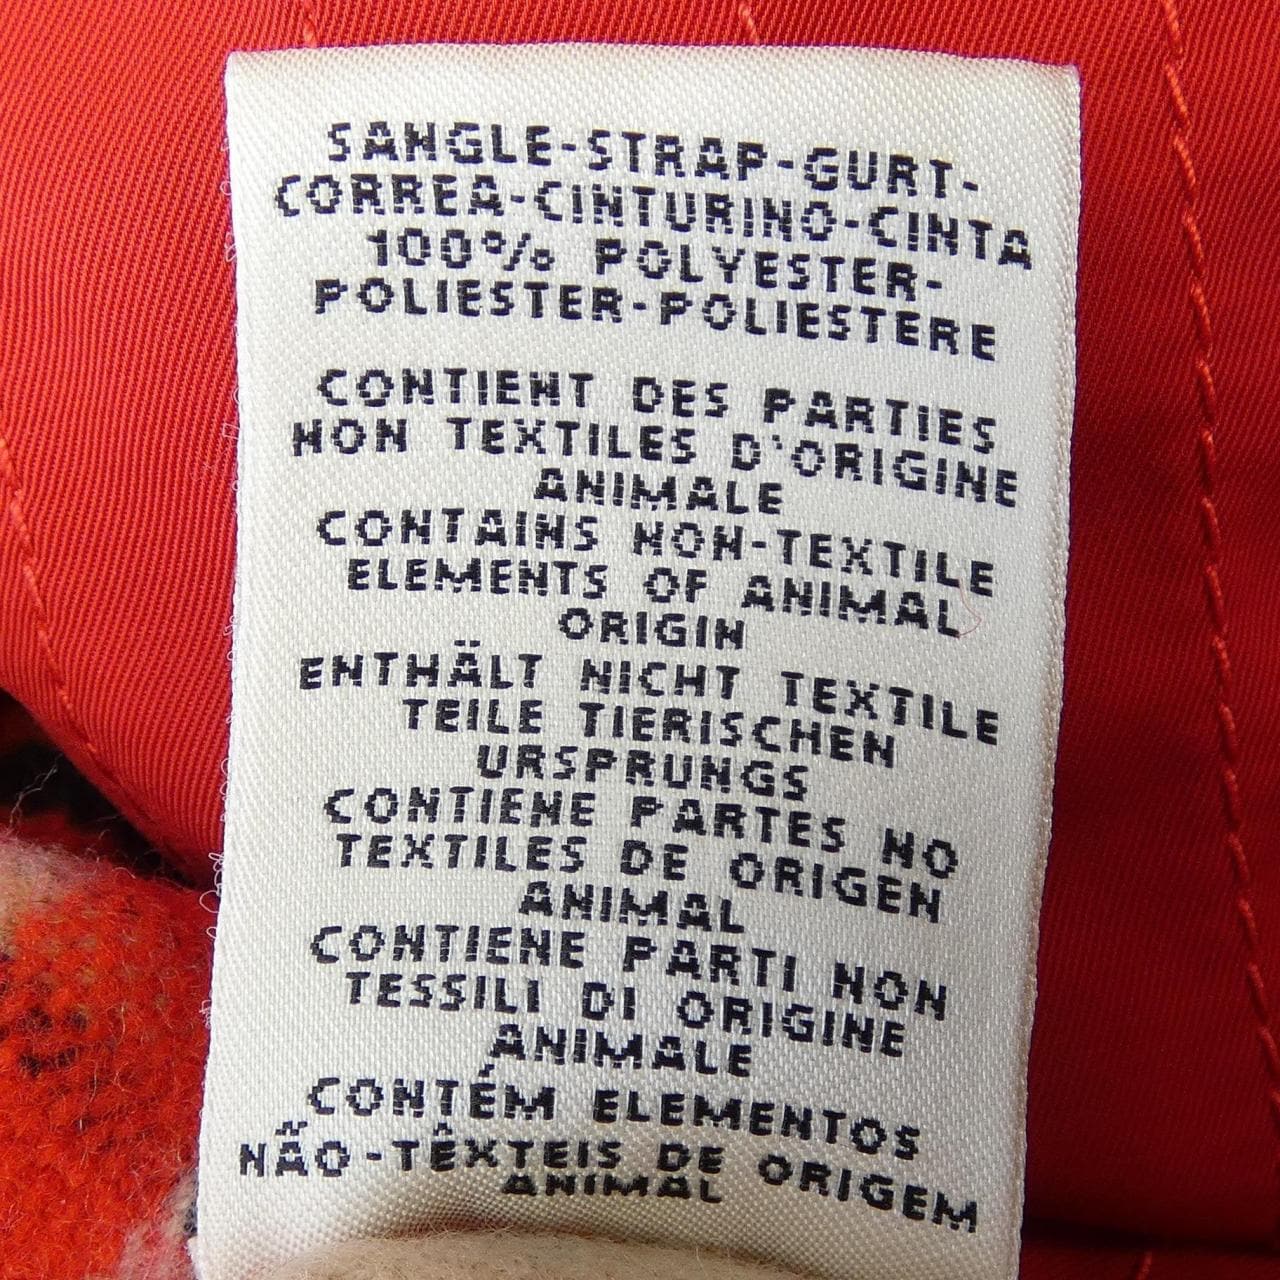 SANGLE-STRAP-GURT-
CORREA-CINTURINO-CINTA
100% POLYESTER-
POLIESTER-POLIESTERE
CONTIENT DES PARTIES
NON TEXTILES D'ORIGINE
ANIMALE
CONTAINS NON-TEXTILE
ELEMENTS OF ANIMAL
ORIGIN
ENTHÄLT NICHT TEXTILE
TEILE TIERISCHEN
URSPRUNGS
CONTIENE PARTES NO
TEXTILES DE ORIGEN
ANIMAL
CONTIENE PARTI NON
TESSILI DI ORIGINE
ANIMALE
CONTÉM ELEMENTOS
NÃO-TÊXTEIS DE ORIGEM
ANIMAL